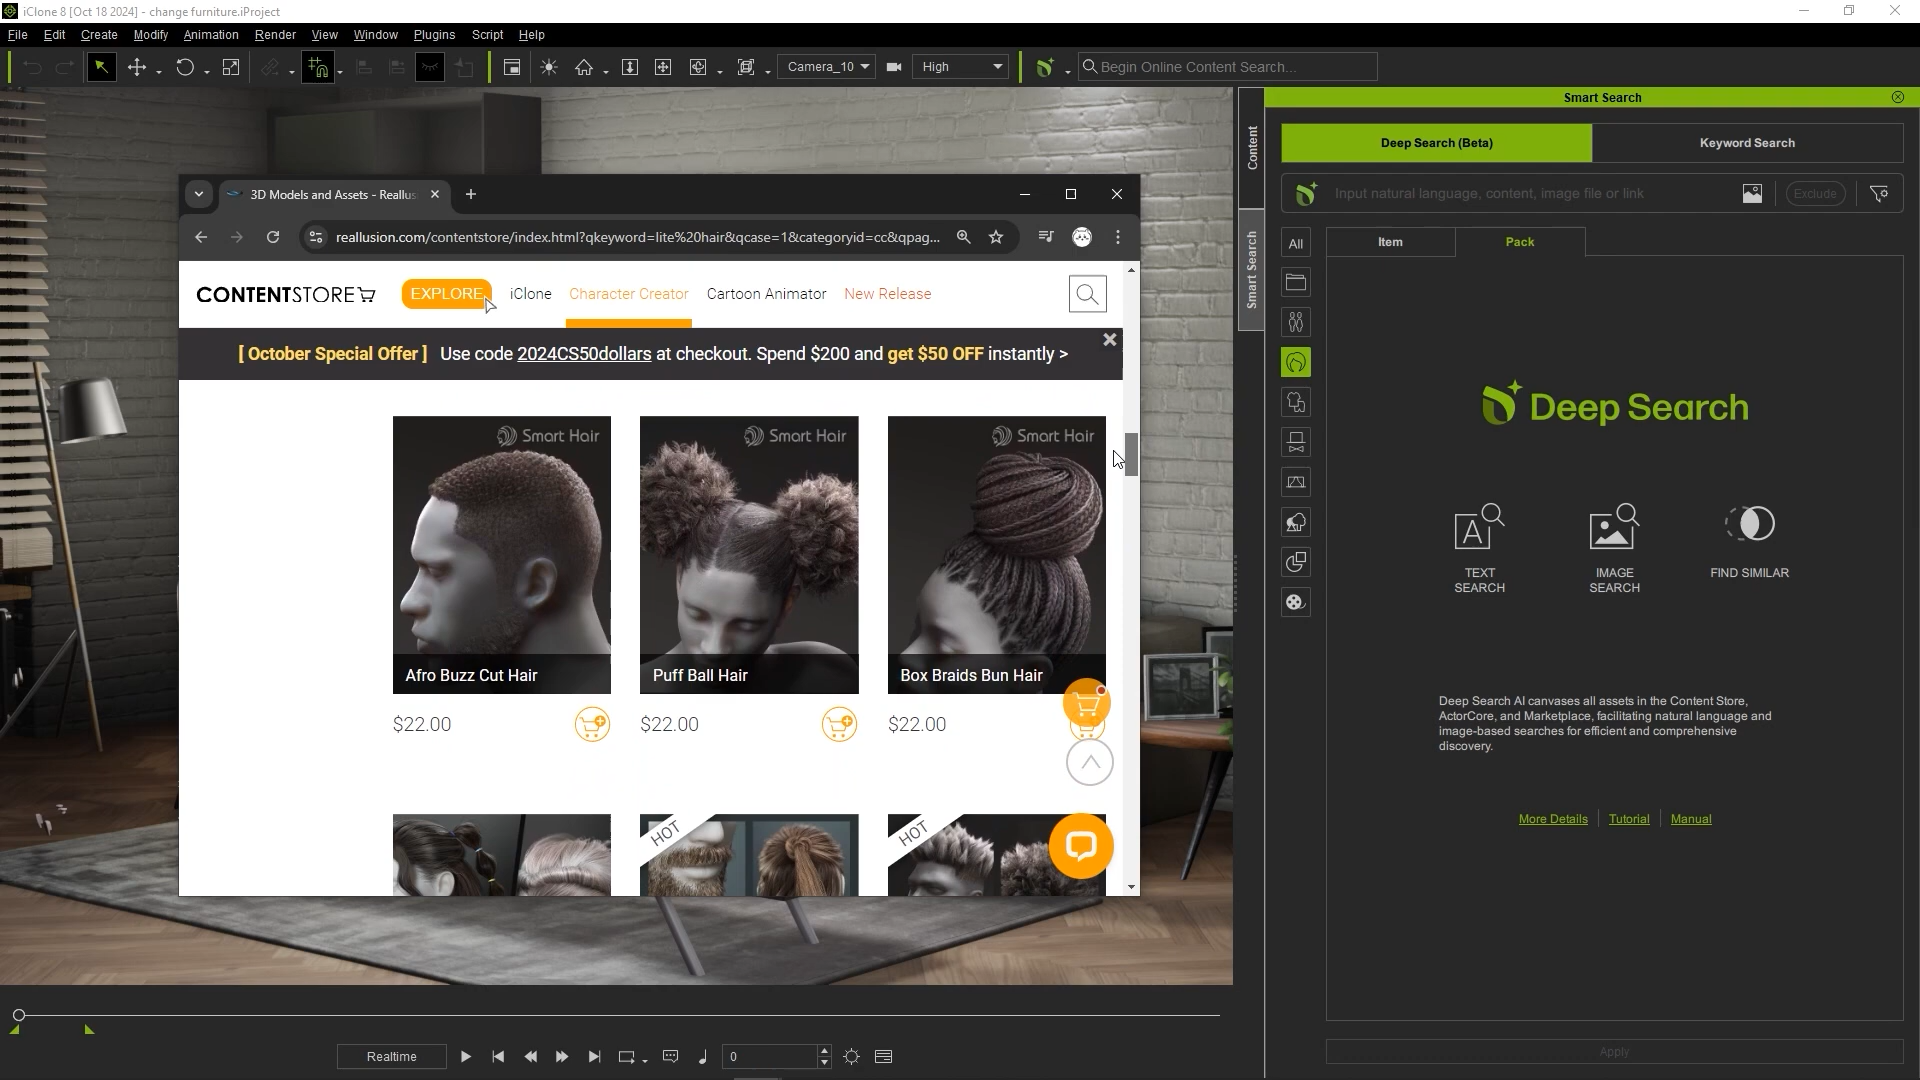 iClone 8 [Oct 18 2024] - change furniture.iProject
File Edit Create Modify Animation Render View Window Plugins Script Help
Camera_10 High Begin Online Content Search...
Content
Smart Search
Smart Search
Deep Search (Beta) Keyword Search
Input natural language, content, image file or link Exclude
All Item Pack
Deep Search
TEXT SEARCH
IMAGE SEARCH
FIND SIMILAR
Deep Search AI canvases all assets in the Content Store,
ActorCore, and Marketplace, facilitating natural language and
image-based searches for efficient and comprehensive
discovery.
More Details Tutorial Manual
Apply
3D Models and Assets - Reallus
reallusion.com/contentstore/index.html?qkeyword=lite%20hair&qcase=1&categoryid=cc&qpag...
CONTENTSTORE EXPLORE iClone Character Creator Cartoon Animator New Release
[ October Special Offer ] Use code 2024CS50dollars at checkout. Spend $200 and get $50 OFF instantly >
Smart Hair Smart Hair Smart Hair
Afro Buzz Cut Hair Puff Ball Hair Box Braids Bun Hair
$22.00 $22.00 $22.00
HOT HOT
Realtime 0